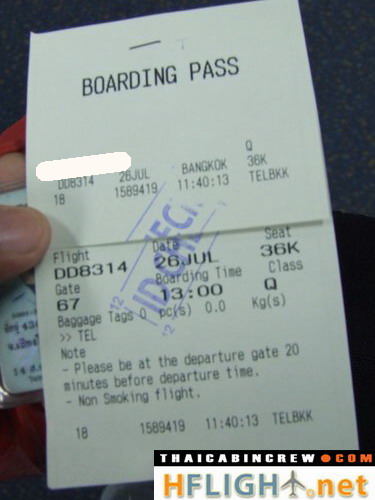 BOARDING PASS
Q
DD8314 26JUL BANGKOK 36K
18 1589419 11:40:13 TELBKK
ID CHECK
Flight Date Seat
DD8314 26JUL 36K
Gate Boarding Time Class
67 13:00 Q
Baggage Tags 0 pc(s) 0.0 Kg(s)
>> TEL
Note
- Please be at the departure gate 20
minutes before departure time.
- Non Smoking flight.
18 1589419 11:40:13 TELBKK
THAICABINCREW.COM
HFLIGHT.net